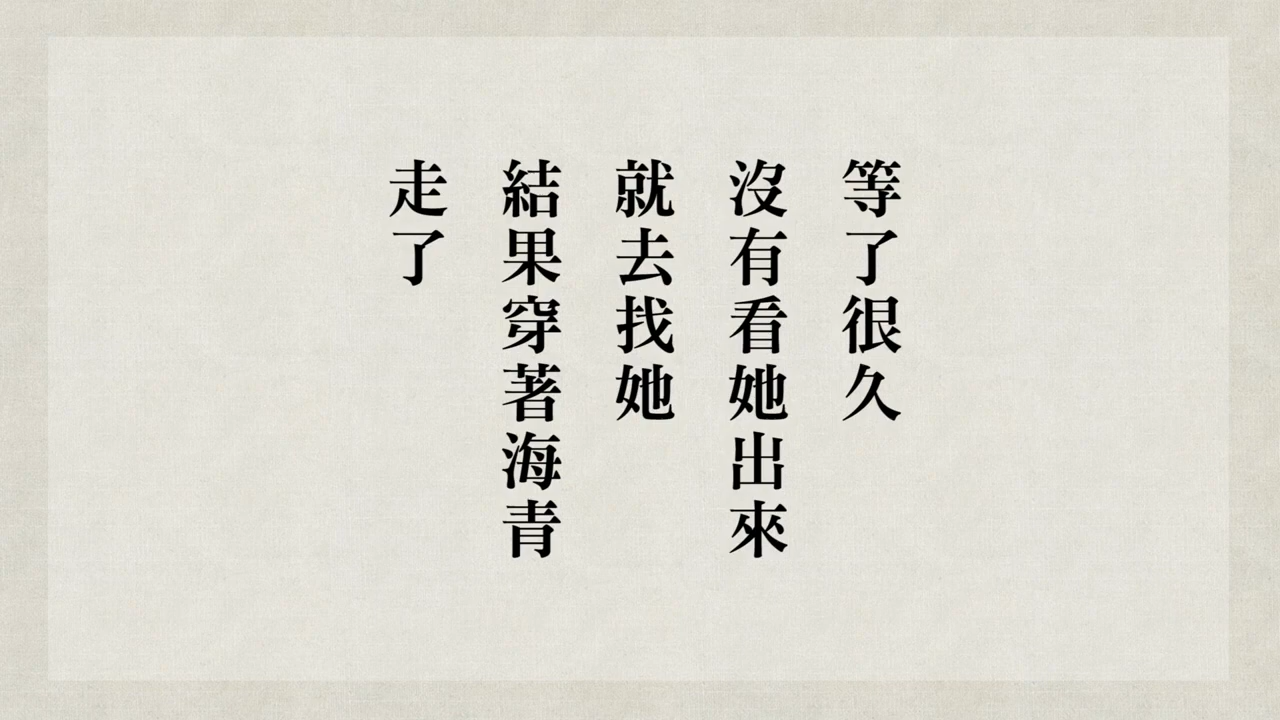 等了很久
沒有看她出來
就去找她
結果穿著海青
走了